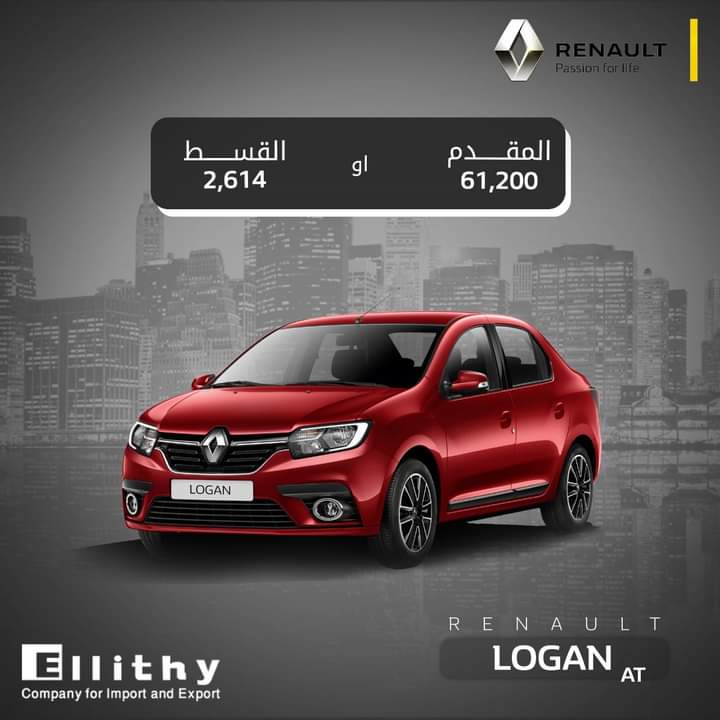 RENAULT
Passion for life
المقدم او القسط
61,200 2,614
LOGAN
RENAULT
LOGAN AT
Ellithy
Company for Import and Export